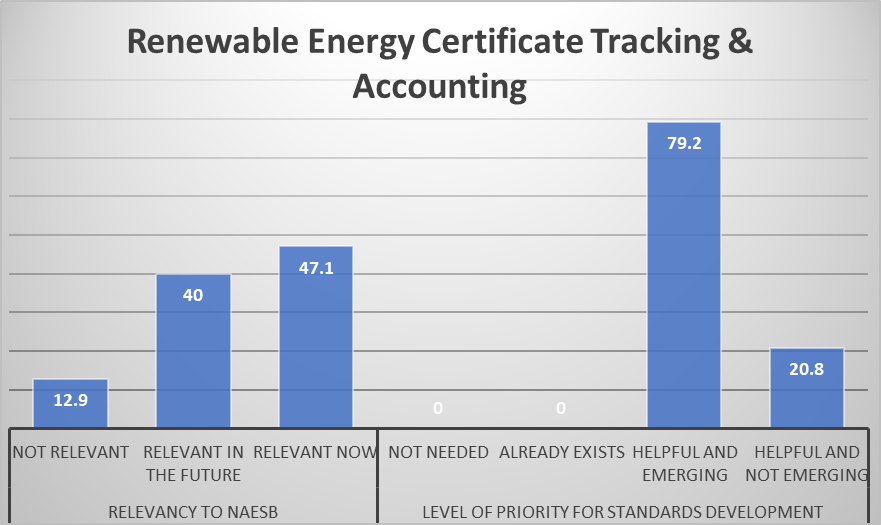 Renewable Energy Certificate Tracking &
Accounting
79.2
47.1
40
20.8
12.9
0
0
NOT RELEVANT
RELEVANT IN
THE FUTURE
RELEVANT NOW
NOT NEEDED
ALREADY EXISTS
HELPFUL AND
EMERGING
HELPFUL AND
NOT EMERGING
RELEVANCY TO NAESB
LEVEL OF PRIORITY FOR STANDARDS DEVELOPMENT